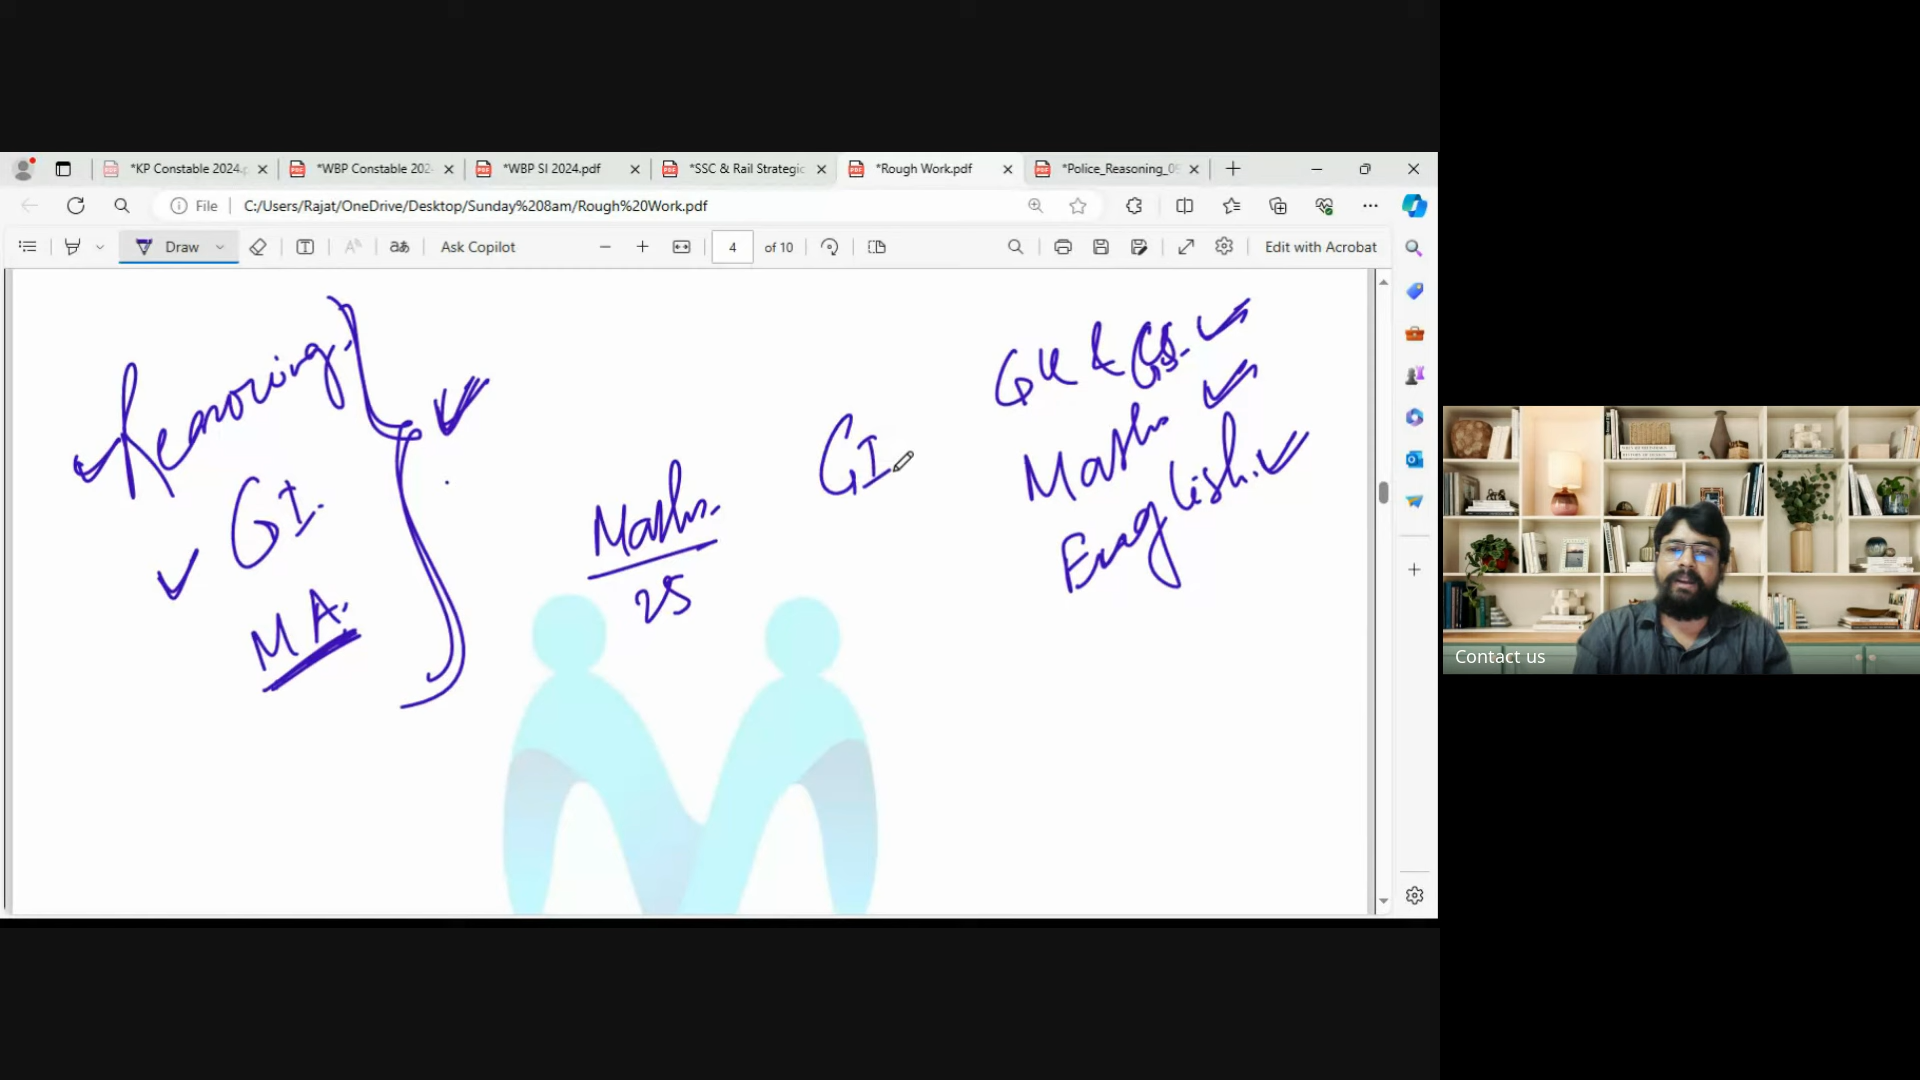 *KP Constable 2024.p
*WBP Constable 202
*WBP SI 2024.pdf
*SSC & Rail Strategic
*Rough Work.pdf
*Police_Reasoning_09
File
C:/Users/Rajat/OneDrive/Desktop/Sunday%208am/Rough%20Work.pdf
Draw
Ask Copilot
4 of 10
Edit with Acrobat
Reasoning.
GI.
MA.
Maths.
25
GI
GK & GS.
Maths
English.
Contact us